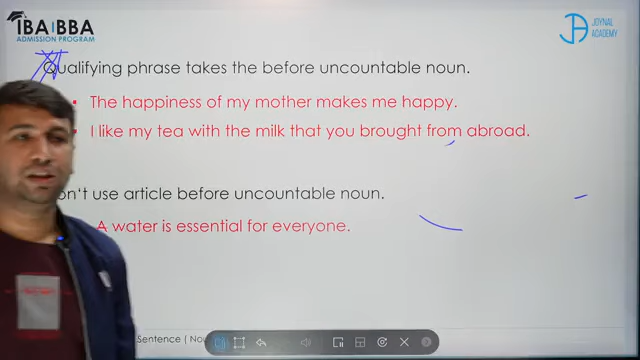 IBA BBA
ADMISSION PROGRAM
JOYNAL
ACADEMY
Qualifying phrase takes the before uncountable noun.
The happiness of my mother makes me happy.
I like my tea with the milk that you brought from abroad.
on't use article before uncountable noun.
A water is essential for everyone.
Sentence ( No